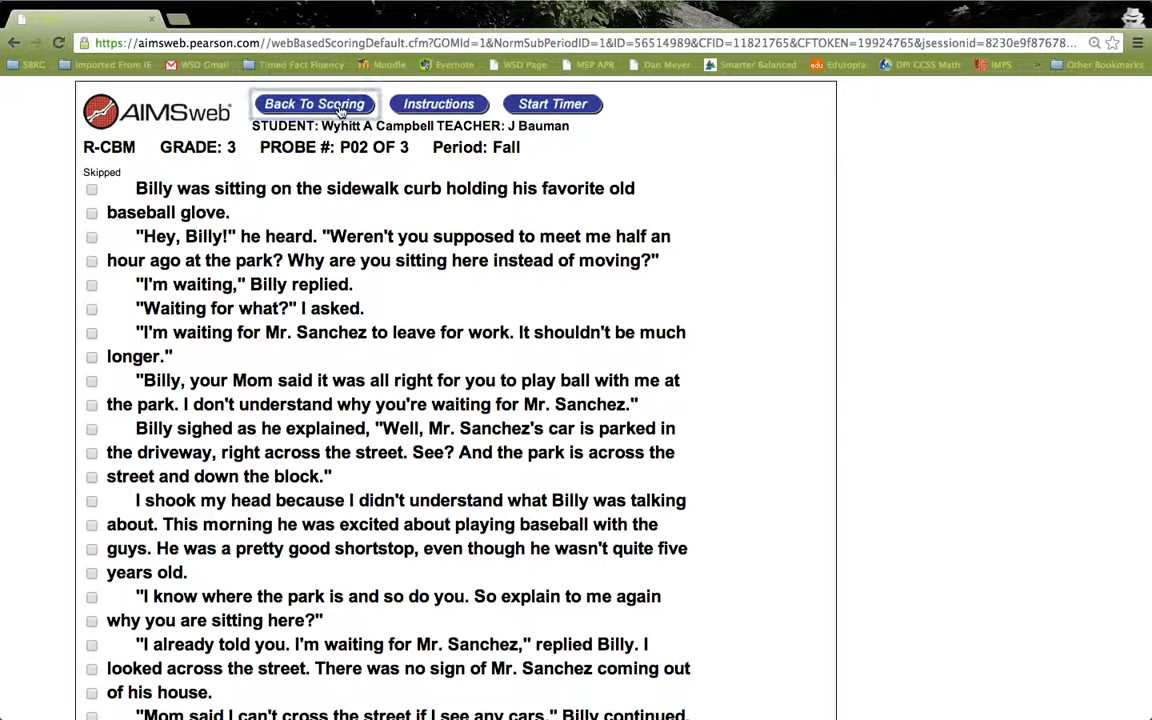 https://aimsweb.pearson.com//webBasedScoringDefault.cfm?GOMId=1&NormSubPeriodID=1&ID=56514989&CFID=11821765&CFTOKEN=19924765&jsessionid=8230e9f87678...
SBRC Imported From IE WSD Gmail Timed Fact Fluency Moodle Evernote WSD Page MSP APR Dan Meyer Smarter Balanced Edutopia DPI CCSS Math IMPS Other Bookmarks
AIMSweb® Back To Scoring Instructions Start Timer
STUDENT: Wyhitt A Campbell TEACHER: J Bauman
R-CBM GRADE: 3 PROBE #: P02 OF 3 Period: Fall
Skipped
Billy was sitting on the sidewalk curb holding his favorite old
baseball glove.
"Hey, Billy!" he heard. "Weren't you supposed to meet me half an
hour ago at the park? Why are you sitting here instead of moving?"
"I'm waiting," Billy replied.
"Waiting for what?" I asked.
"I'm waiting for Mr. Sanchez to leave for work. It shouldn't be much
longer."
"Billy, your Mom said it was all right for you to play ball with me at
the park. I don't understand why you're waiting for Mr. Sanchez."
Billy sighed as he explained, "Well, Mr. Sanchez's car is parked in
the driveway, right across the street. See? And the park is across the
street and down the block."
I shook my head because I didn't understand what Billy was talking
about. This morning he was excited about playing baseball with the
guys. He was a pretty good shortstop, even though he wasn't quite five
years old.
"I know where the park is and so do you. So explain to me again
why you are sitting here?"
"I already told you. I'm waiting for Mr. Sanchez," replied Billy. I
looked across the street. There was no sign of Mr. Sanchez coming out
of his house.
"Mom said I can't cross the street if I see any cars," Billy continued.